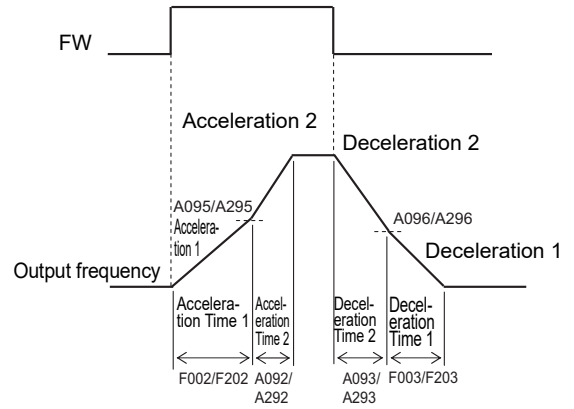 FW
Acceleration 2
Deceleration 2
A095/A295
Accelera-
tion 1
A096/A296
Deceleration 1
Output frequency
Accelera-
tion Time 1
Accel-
eration
Time 2
Decel-
eration
Time 2
Decel-
eration
Time 1
F002/F202
A092/
A292
A093/
A293
F003/F203